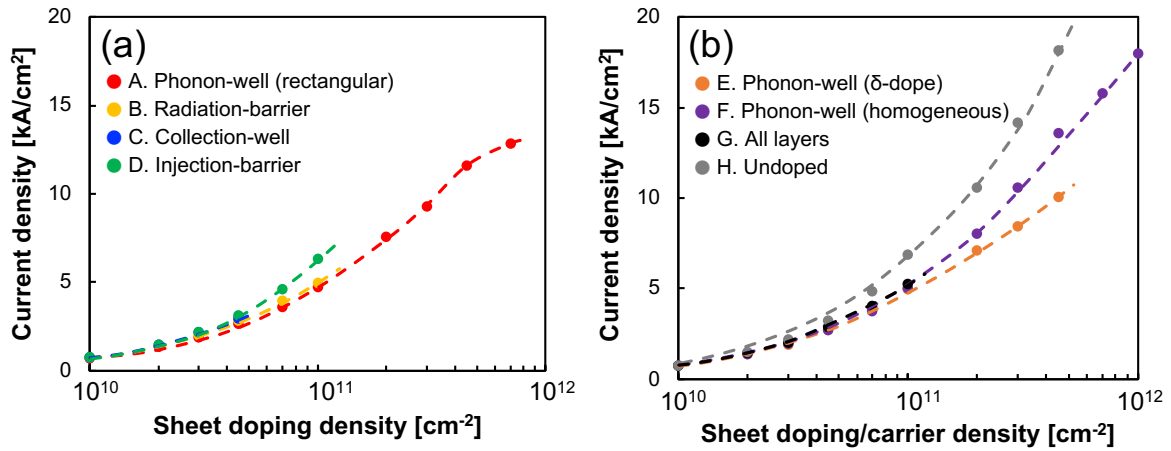 (a)
20
15
10
5
0
Current density [kA/cm²]
A. Phonon-well (rectangular)
B. Radiation-barrier
C. Collection-well
D. Injection-barrier
10¹⁰
10¹¹
10¹²
Sheet doping density [cm⁻²]
(b)
20
15
10
5
0
Current density [kA/cm²]
E. Phonon-well (δ-dope)
F. Phonon-well (homogeneous)
G. All layers
H. Undoped
10¹⁰
10¹¹
10¹²
Sheet doping/carrier density [cm⁻²]